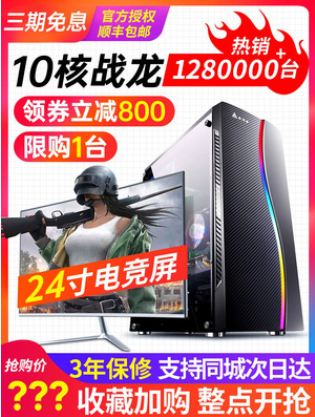 三期免息
官方授权
顺丰包邮
热销+
1280000台
10核战龙
领券立减800
限购1台
24寸电竞屏
抢购价
3年保修 支持同城次日达
??? 收藏加购 整点开抢